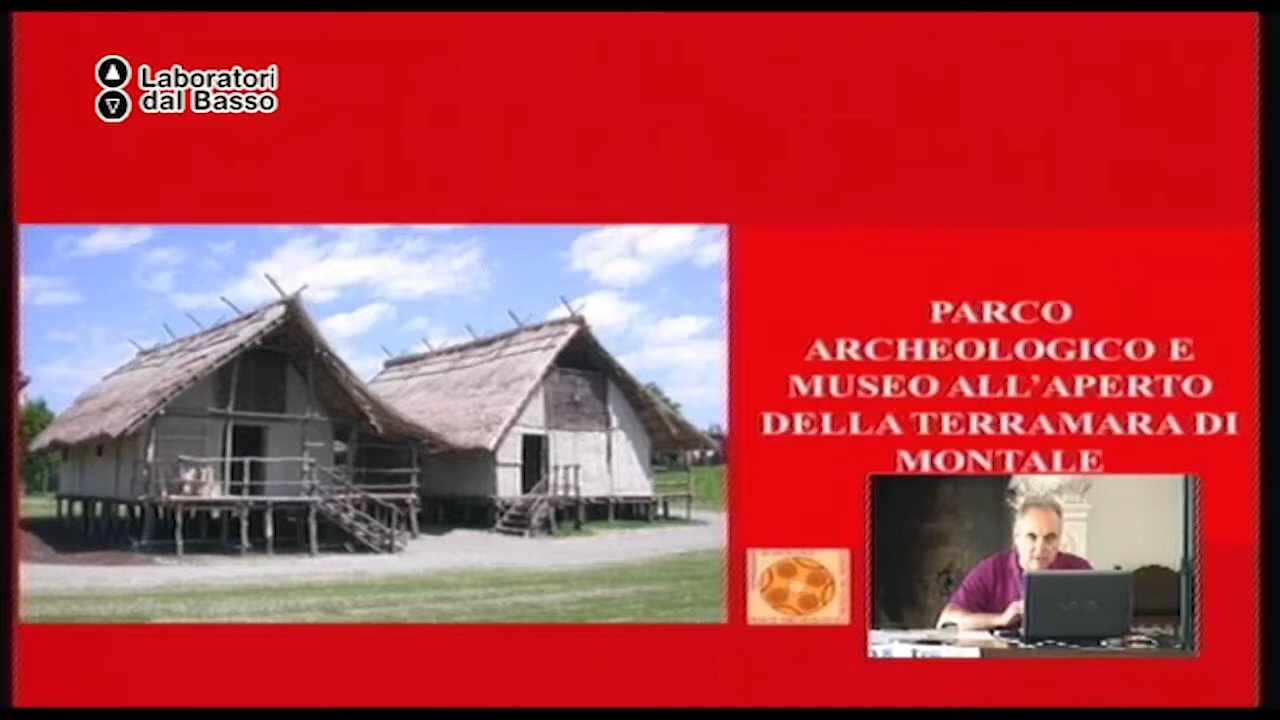 Laboratori
dal Basso
PARCO
ARCHEOLOGICO E
MUSEO ALL'APERTO
DELLA TERRAMARA DI
MONTALE